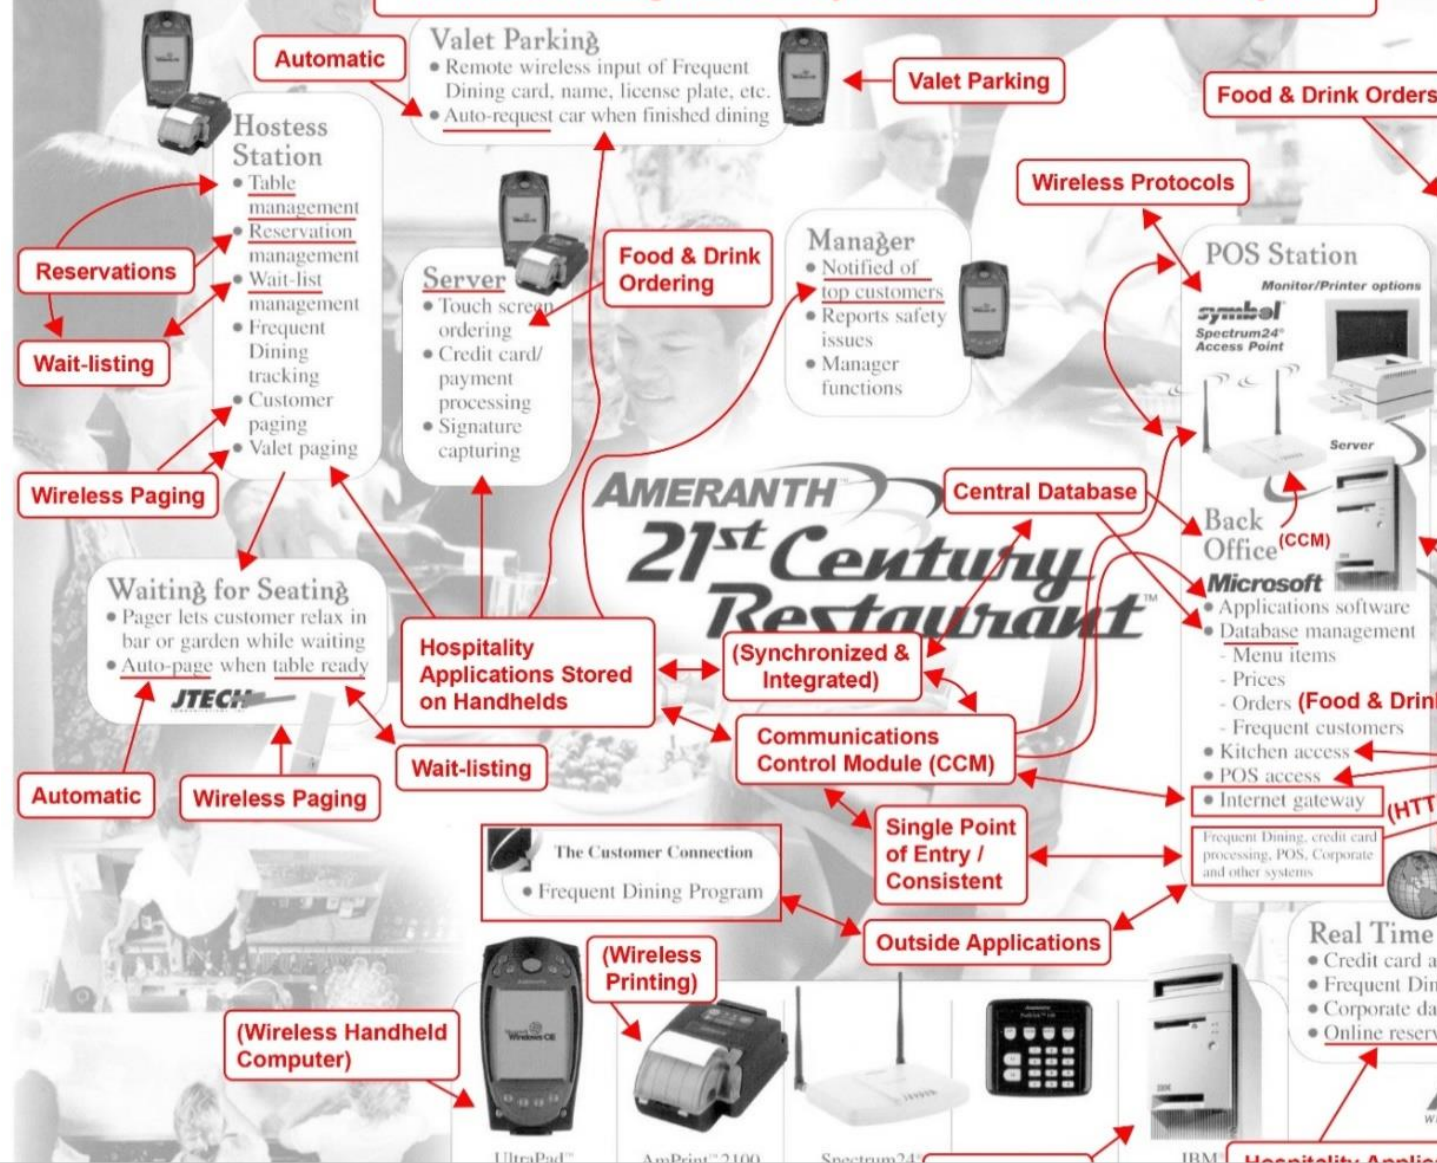 Automatic
Valet Parking
• Remote wireless input of Frequent
Dining card, name, license plate, etc.
• Auto-request car when finished dining
Valet Parking
Food & Drink Orders
Hostess
Station
• Table
management
• Reservation
management
• Wait-list
management
• Frequent
Dining
tracking
• Customer
paging
• Valet paging
Reservations
Wait-listing
Wireless Paging
Server
• Touch screen
ordering
• Credit card/
payment
processing
• Signature
capturing
Food & Drink
Ordering
Manager
• Notified of
top customers
• Reports safety
issues
• Manager
functions
Wireless Protocols
POS Station
Monitor/Printer options
symbol
Spectrum24®
Access Point
Server
AMERANTH™
21st Century
Restaurant™
Central Database
Back
Office
(CCM)
Microsoft
• Applications software
• Database management
- Menu items
- Prices
- Orders (Food & Drin
- Frequent customers
• Kitchen access
• POS access
• Internet gateway
(HTT
Frequent Dining, credit card
processing, POS, Corporate
and other systems
Waiting for Seating
• Pager lets customer relax in
bar or garden while waiting
• Auto-page when table ready
JTECH
Automatic
Wireless Paging
Wait-listing
Hospitality
Applications Stored
on Handhelds
(Synchronized &
Integrated)
Communications
Control Module (CCM)
Single Point
of Entry /
Consistent
The Customer Connection
• Frequent Dining Program
Outside Applications
Real Time
• Credit card a
• Frequent Din
• Corporate da
• Online reserv
(Wireless
Printing)
(Wireless Handheld
Computer)
Windows CE
IBM
UltraPad™
AmPrint™ 2100
Spectrum24®
IBM
Hospitality Applic